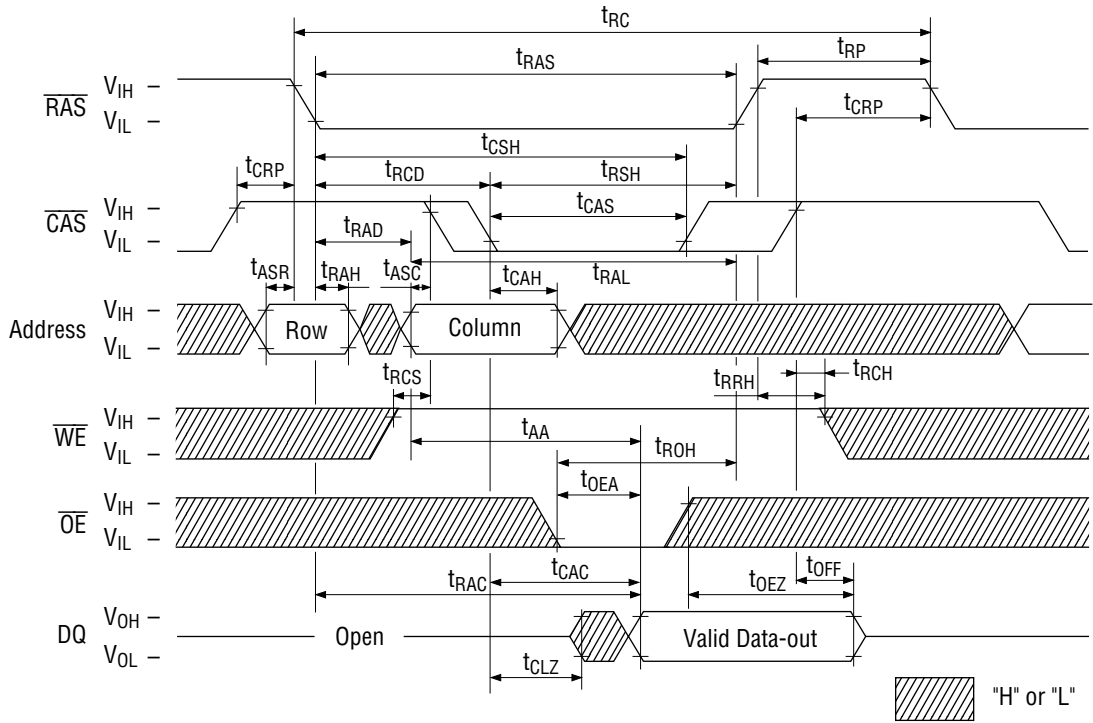 tRC
tRAS
tRP
RAS
VIH –
VIL –
tCRP
tCSH
tCRP
tRCD
tRSH
CAS
VIH –
VIL –
tCAS
tRAD
tRAL
tASR
tRAH
tASC
tCAH
Address
VIH –
VIL –
Row
Column
tRCS
tRRH
tRCH
WE
VIH –
VIL –
tAA
tROH
tOEA
OE
VIH –
VIL –
tCAC
tRAC
tOEZ
tOFF
DQ
VOH –
VOL –
Open
Valid Data-out
tCLZ
"H" or "L"